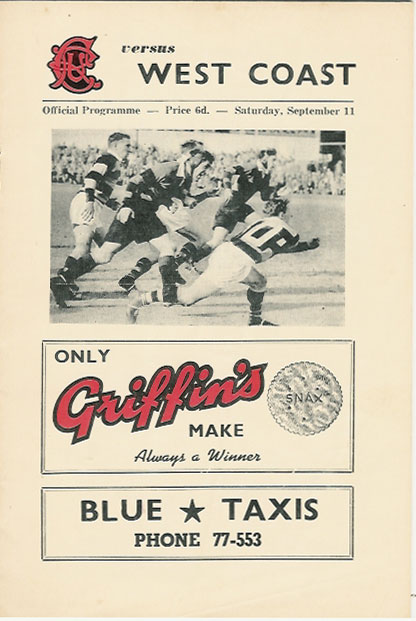 versus
WEST COAST
Official Programme — Price 6d. — Saturday, September 11
ONLY
Griffin's
SNAX
MAKE
Always a Winner
BLUE ★ TAXIS
PHONE 77-553